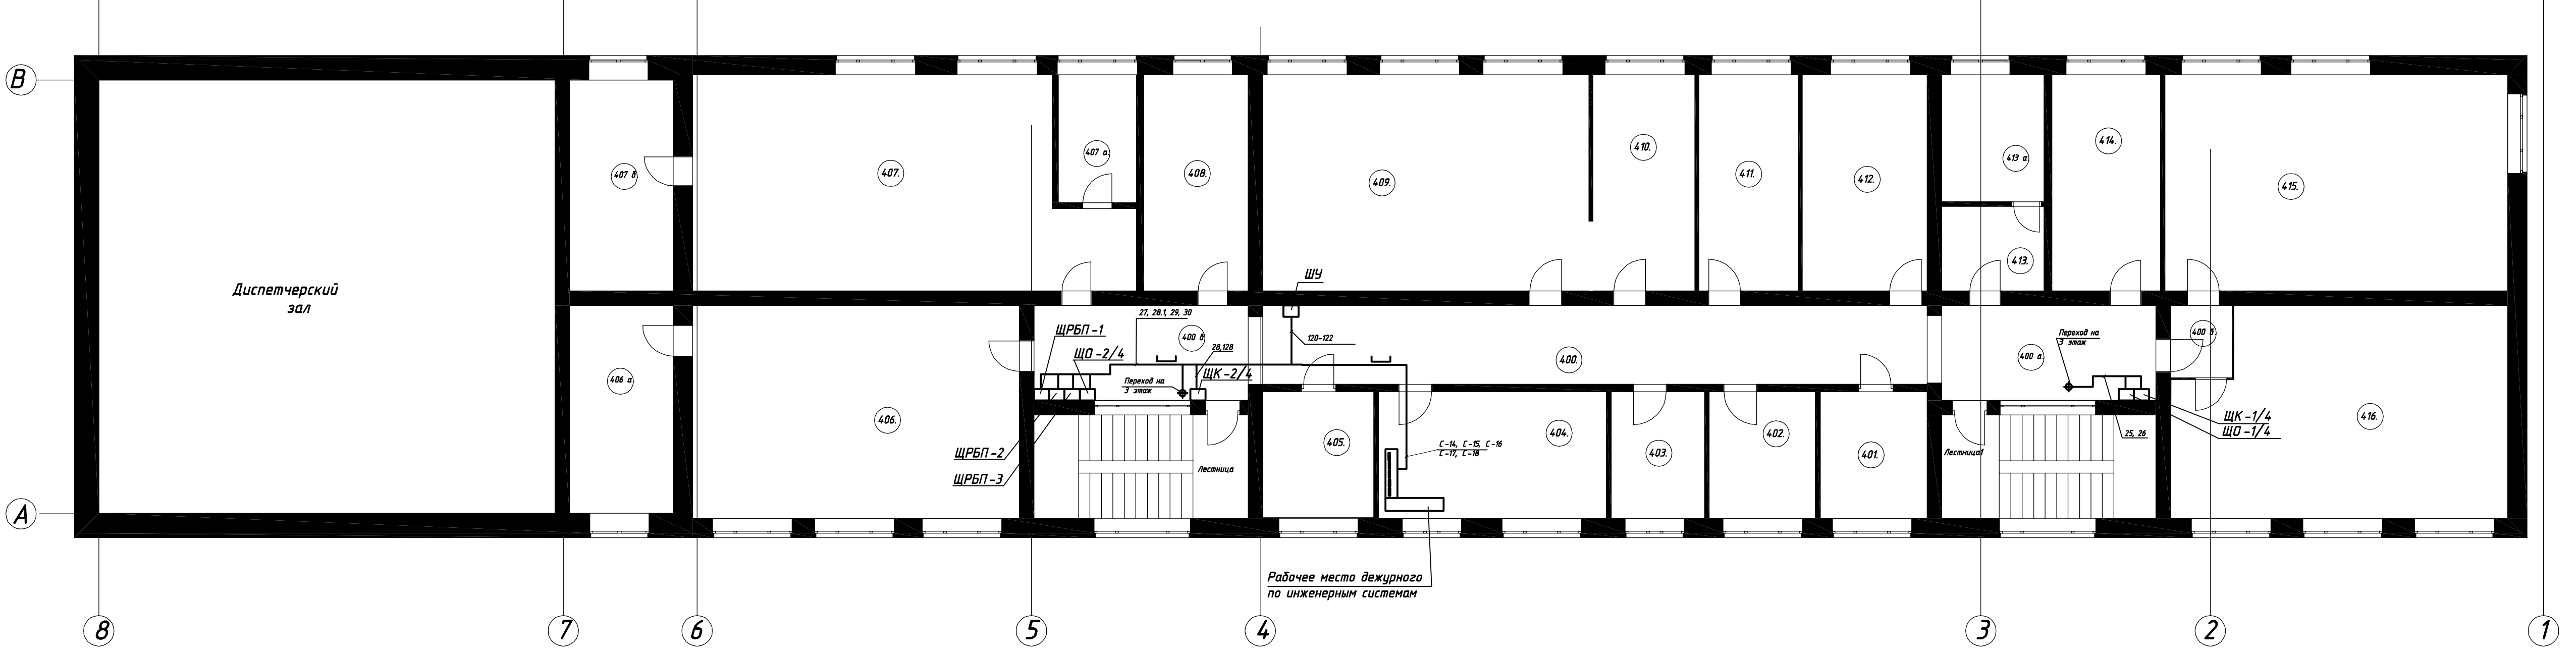 В
407 в.
407.
407 а.
408.
409.
410.
411.
412.
413 а.
413.
414.
415.
Диспетчерский
зал
ШУ
27, 28.1, 29, 30
ЩРБП-1
ЩО-2/4
400 в
28,128
120-122
ЩК-2/4
Переход на
3 этаж
400.
400 а.
Переход на
3 этаж
400 б.
406 а.
406.
ЩРБП-2
ЩРБП-3
Лестница
405.
С-14, С-15, С-16
С-17, С-18
404.
403.
402.
401.
Лестница1
ЩК-1/4
ЩО-1/4
25, 26
416.
А
Рабочее место дежурного
по инженерным системам
8
7
6
5
4
3
2
1